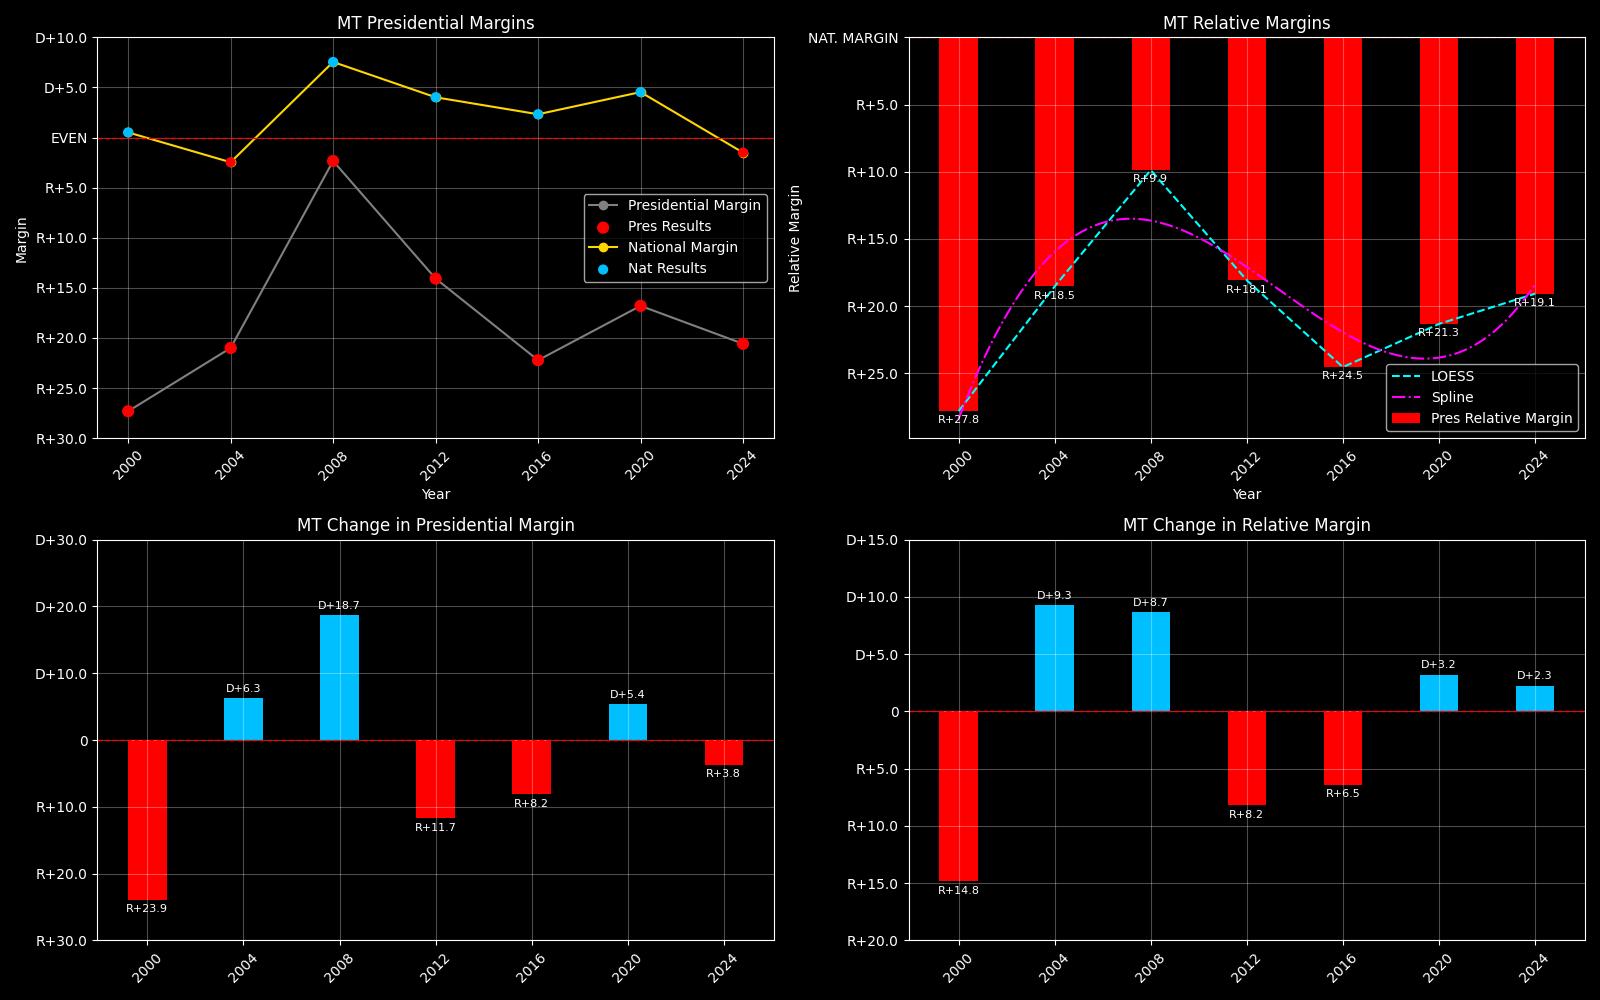 MT Presidential Margins
D+10.0
D+5.0
EVEN
R+5.0
R+10.0
R+15.0
R+20.0
R+25.0
R+30.0
Margin
Presidential Margin
Pres Results
National Margin
Nat Results
2000
2004
2008
2012
2016
2020
2024
Year
MT Relative Margins
NAT. MARGIN
R+5.0
R+10.0
R+15.0
R+20.0
R+25.0
Relative Margin
R+27.8
R+18.5
R+9.9
R+18.1
R+24.5
R+21.3
R+19.1
LOESS
Spline
Pres Relative Margin
2000
2004
2008
2012
2016
2020
2024
Year
MT Change in Presidential Margin
D+30.0
D+20.0
D+10.0
0
R+10.0
R+20.0
R+30.0
R+23.9
D+6.3
D+18.7
R+11.7
R+8.2
D+5.4
R+3.8
2000
2004
2008
2012
2016
2020
2024
MT Change in Relative Margin
D+15.0
D+10.0
D+5.0
0
R+5.0
R+10.0
R+15.0
R+20.0
R+14.8
D+9.3
D+8.7
R+8.2
R+6.5
D+3.2
D+2.3
2000
2004
2008
2012
2016
2020
2024